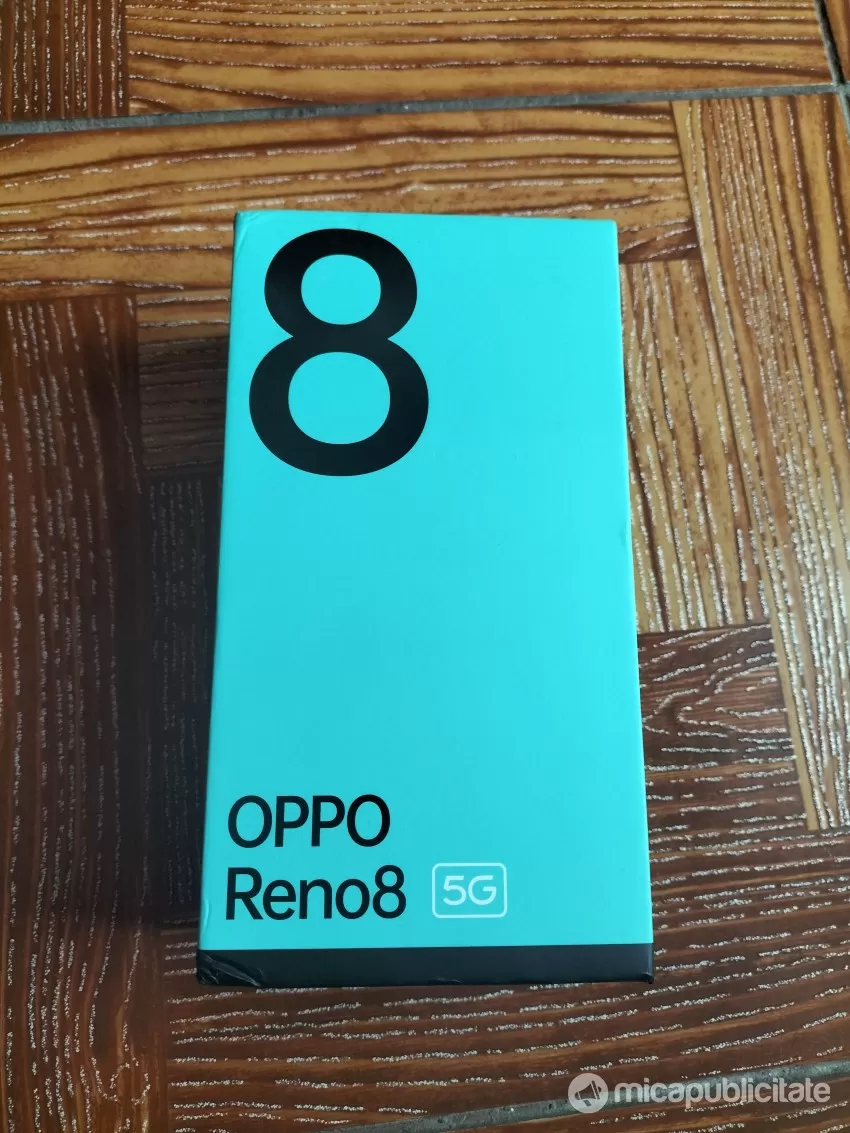 8
OPPO
Reno8 5G
micapublicitate